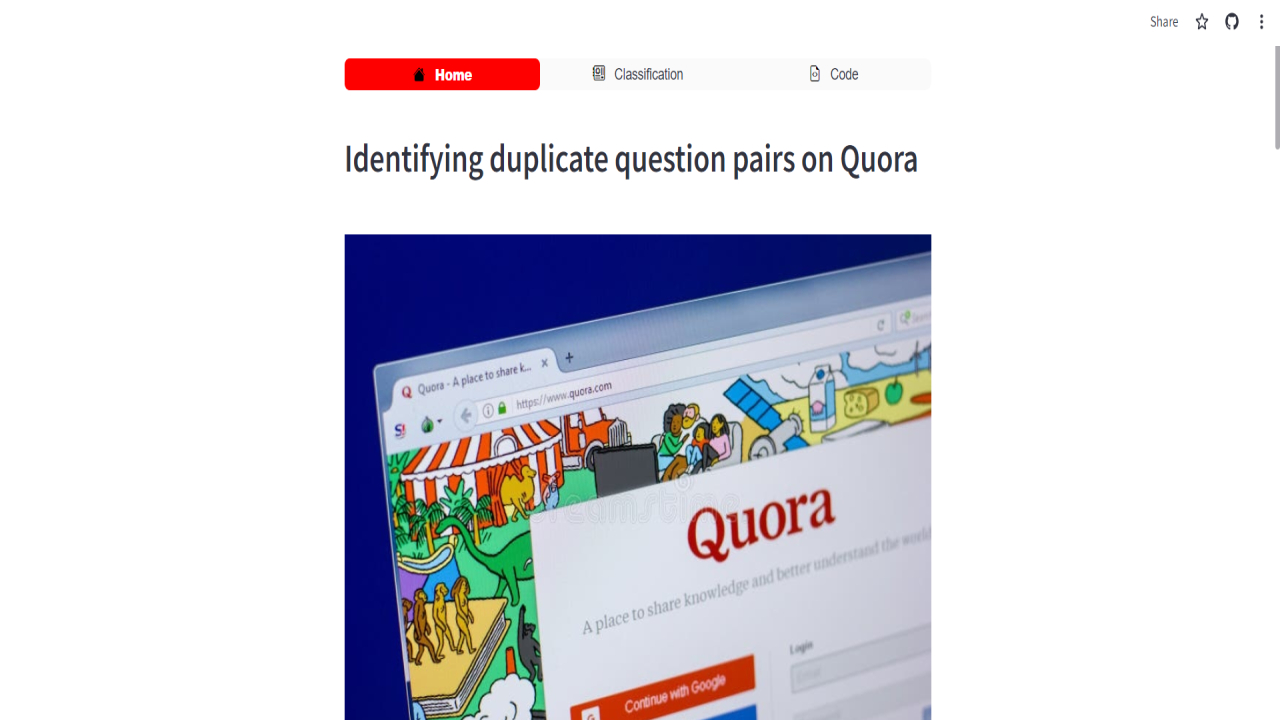 Share
Home
Classification
Code
Identifying duplicate question pairs on Quora
Quora - A place to share k...
https://www.quora.com
dreamstime
Quora
A place to share knowledge and better understand the world
Login
Continue with Google